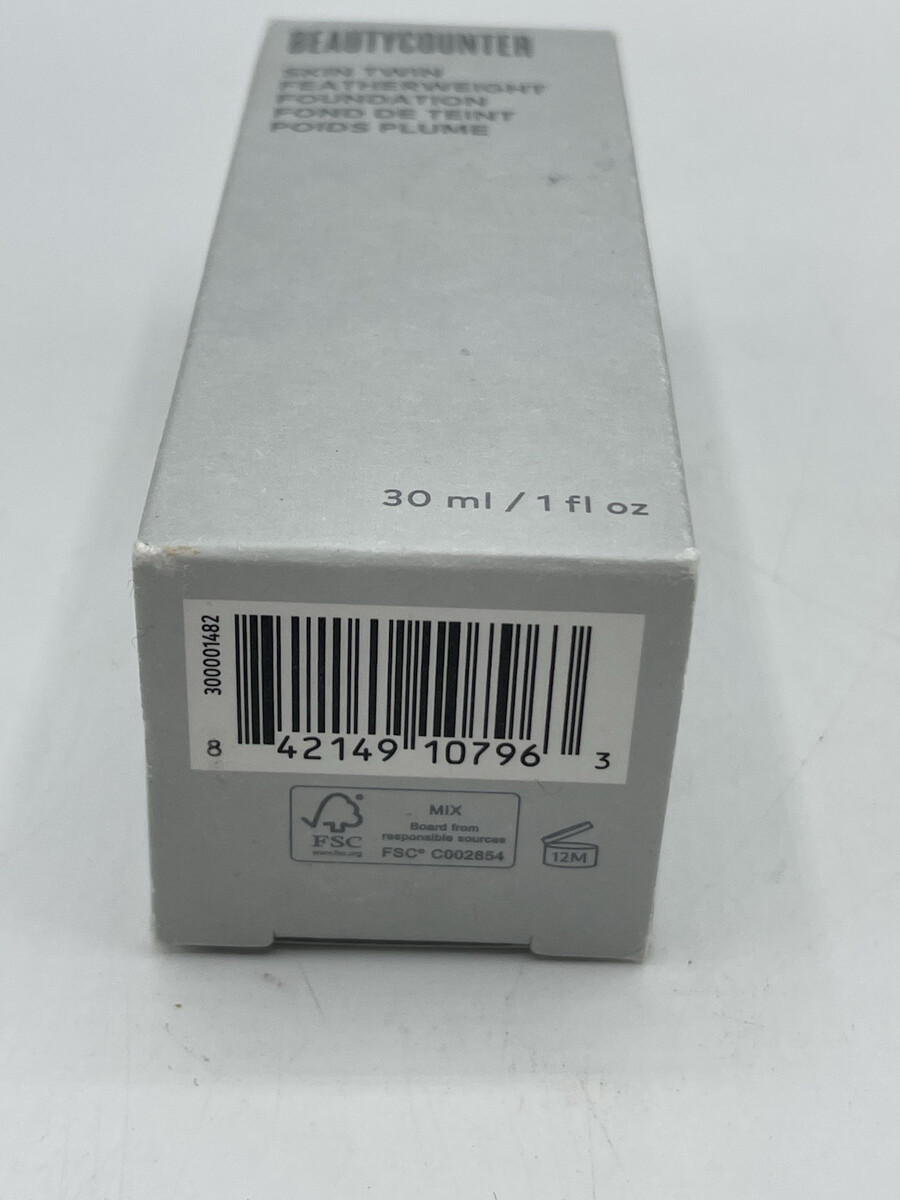 BEAUTYCOUNTER
SKIN TWIN
FEATHERWEIGHT
FOUNDATION
FOND DE TEINT
POIDS PLUME
30 ml / 1 fl oz
300001482
8 42149 10796 3
FSC
www.fsc.org
MIX
Board from
responsible sources
FSC® C002854
12M